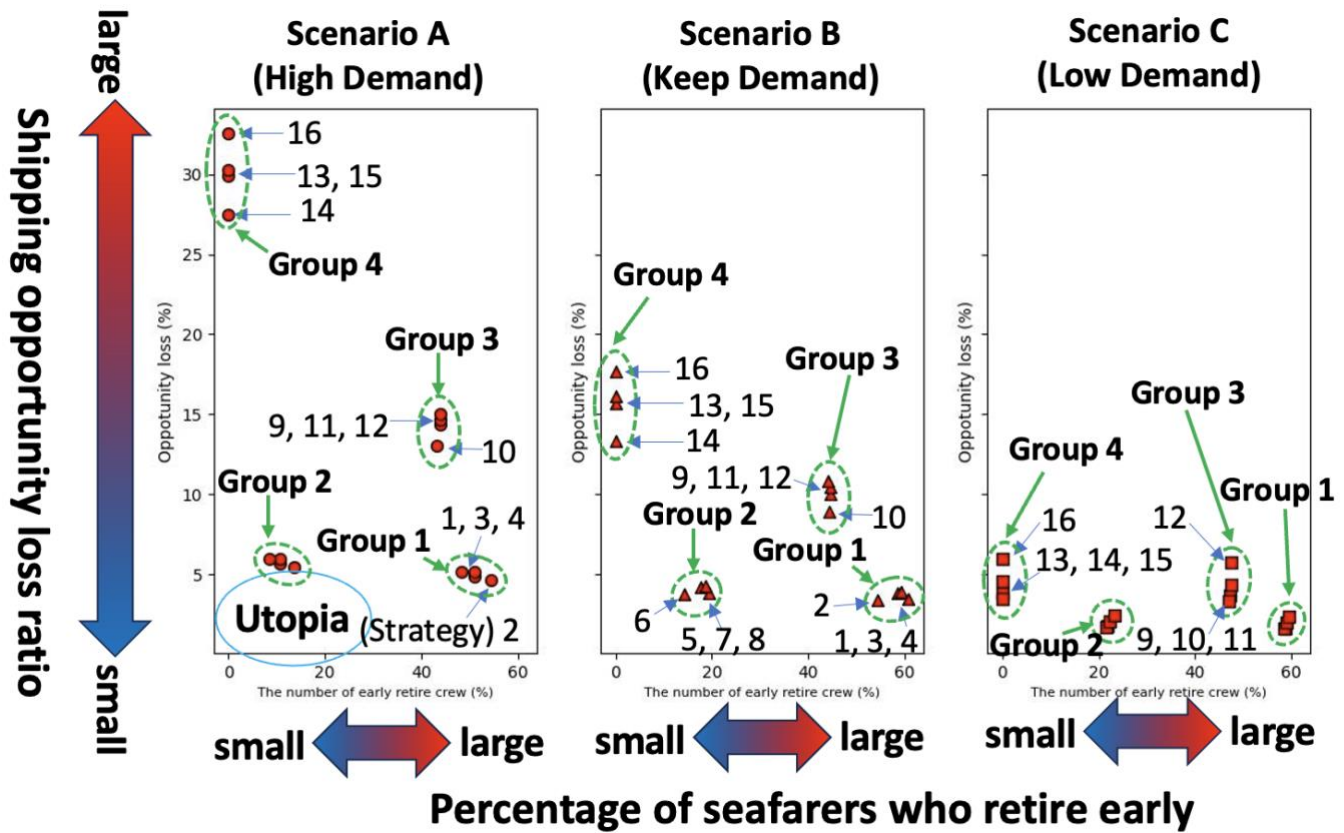 large
Shipping opportunity loss ratio
small
Scenario A
(High Demand)
Oppotunity loss (%)
30
25
20
15
10
5
16
13, 15
14
Group 4
Group 3
9, 11, 12
10
Group 2
1, 3, 4
Group 1
Utopia
(Strategy) 2
0
20
40
60
The number of early retire crew (%)
small
large
Scenario B
(Keep Demand)
Oppotunity loss (%)
Group 4
16
Group 3
13, 15
14
9, 11, 12
10
Group 2
Group 1
6
2
5, 7, 8
1, 3, 4
0
20
40
60
The number of early retire crew (%)
small
large
Scenario C
(Low Demand)
Oppotunity loss (%)
Group 3
Group 4
Group 1
16
12
13, 14, 15
Group 2
9, 10, 11
0
20
40
60
The number of early retire crew (%)
small
large
Percentage of seafarers who retire early